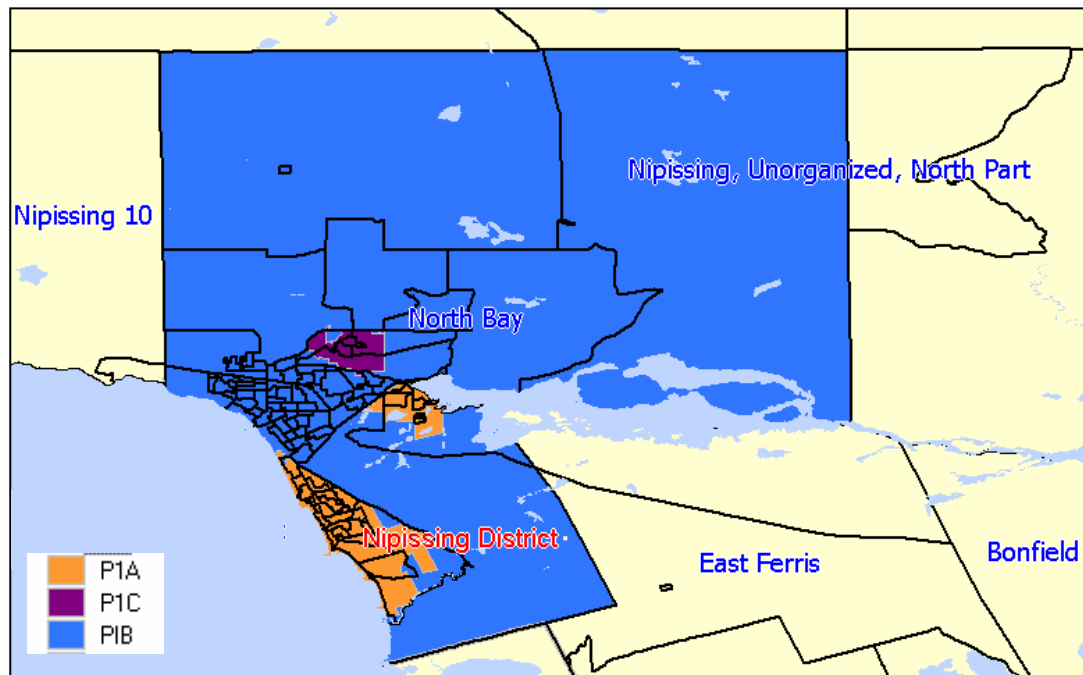 Nipissing, Unorganized, North Part
Nipissing 10
North Bay
Nipissing District
East Ferris
Bonfield
P1A
P1C
PIB